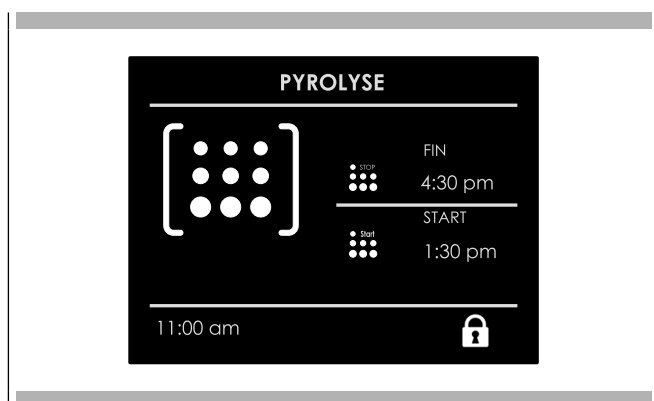 PYROLYSE
STOP
FIN
4:30 pm
Start
START
1:30 pm
11:00 am